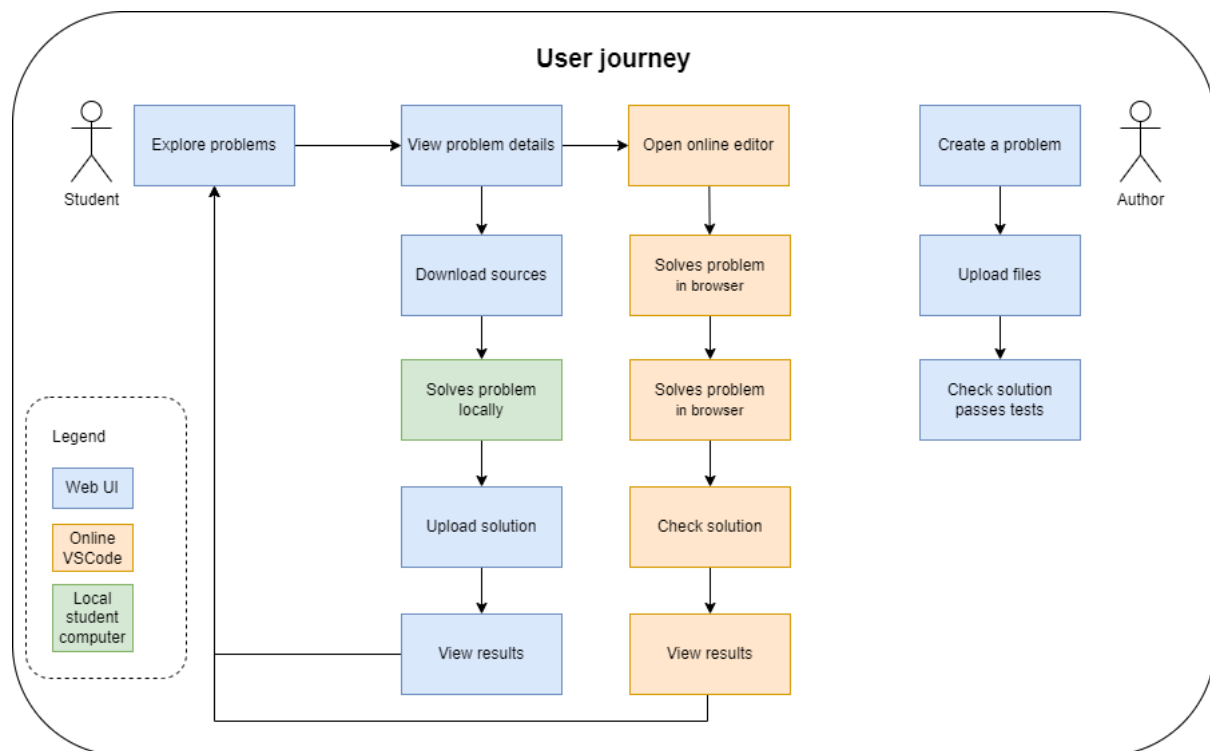 User journey
Student
Explore problems
View problem details
Open online editor
Create a problem
Author
Download sources
Solves problem
in browser
Upload files
Solves problem
locally
Solves problem
in browser
Check solution
passes tests
Legend
Web UI
Online
VSCode
Local
student
computer
Upload solution
Check solution
View results
View results